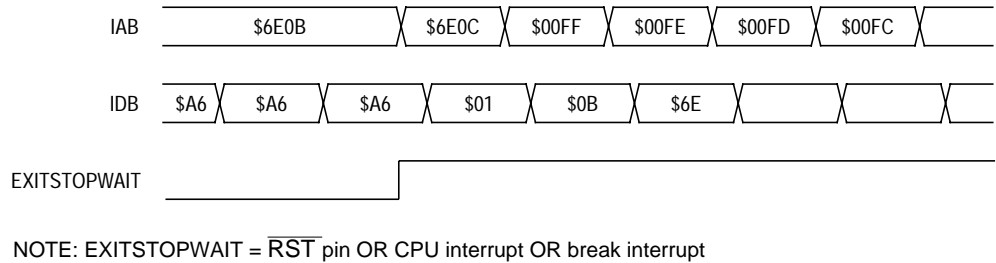 IAB $6E0B $6E0C $00FF $00FE $00FD $00FC
IDB $A6 $A6 $A6 $01 $0B $6E
EXITSTOPWAIT
NOTE: EXITSTOPWAIT = RST pin OR CPU interrupt OR break interrupt